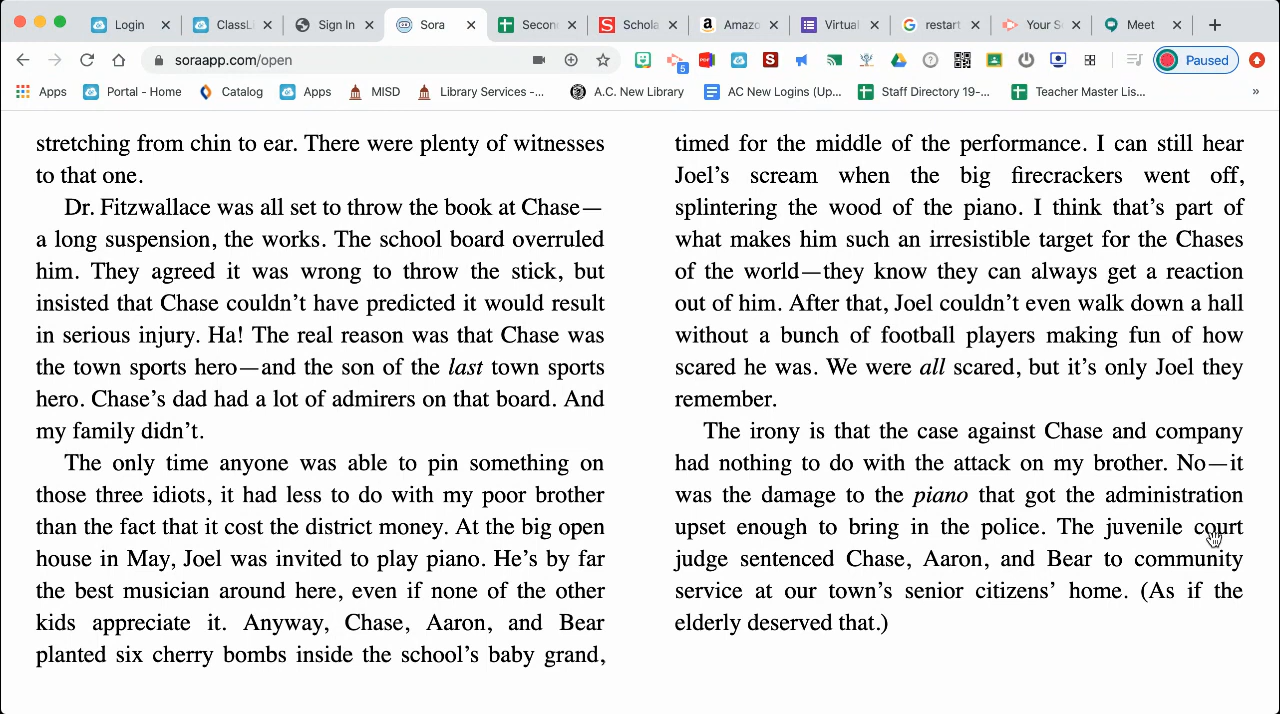 Login
ClassLi
Sign In
Sora
Secon
Schola
Amazo
Virtual
restart
Your S
Meet
soraapp.com/open
5
Paused
Apps
Portal - Home
Catalog
Apps
MISD
Library Services -...
A.C. New Library
AC New Logins (Up...
Staff Directory 19-...
Teacher Master Lis...
»
stretching from chin to ear. There were plenty of witnesses
to that one.
Dr. Fitzwallace was all set to throw the book at Chase—
a long suspension, the works. The school board overruled
him. They agreed it was wrong to throw the stick, but
insisted that Chase couldn’t have predicted it would result
in serious injury. Ha! The real reason was that Chase was
the town sports hero—and the son of the last town sports
hero. Chase’s dad had a lot of admirers on that board. And
my family didn’t.
The only time anyone was able to pin something on
those three idiots, it had less to do with my poor brother
than the fact that it cost the district money. At the big open
house in May, Joel was invited to play piano. He’s by far
the best musician around here, even if none of the other
kids appreciate it. Anyway, Chase, Aaron, and Bear
planted six cherry bombs inside the school’s baby grand,
timed for the middle of the performance. I can still hear
Joel’s scream when the big firecrackers went off,
splintering the wood of the piano. I think that’s part of
what makes him such an irresistible target for the Chases
of the world—they know they can always get a reaction
out of him. After that, Joel couldn’t even walk down a hall
without a bunch of football players making fun of how
scared he was. We were all scared, but it’s only Joel they
remember.
The irony is that the case against Chase and company
had nothing to do with the attack on my brother. No—it
was the damage to the piano that got the administration
upset enough to bring in the police. The juvenile court
judge sentenced Chase, Aaron, and Bear to community
service at our town’s senior citizens’ home. (As if the
elderly deserved that.)